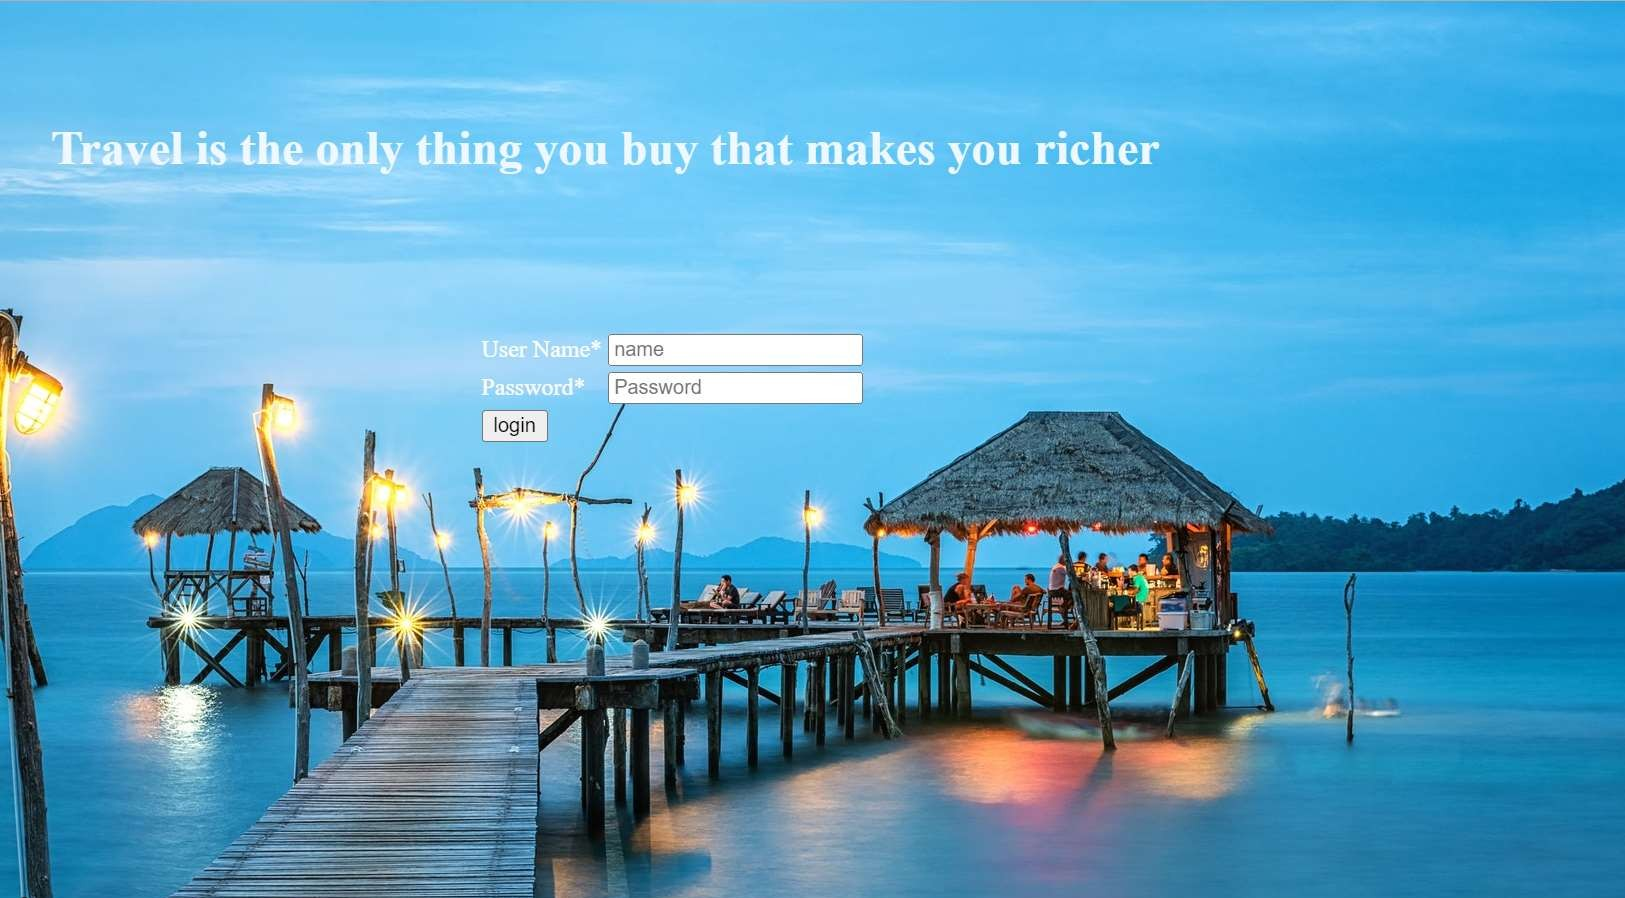 Travel is the only thing you buy that makes you richer
User Name* name
Password* Password
login